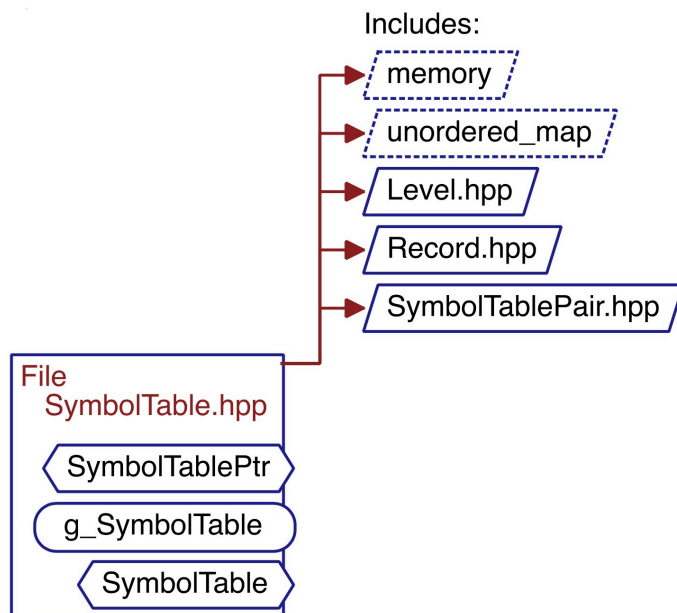 Includes:
memory
unordered_map
Level.hpp
Record.hpp
SymbolTablePair.hpp
File
SymbolTable.hpp
SymbolTablePtr
g_SymbolTable
SymbolTable